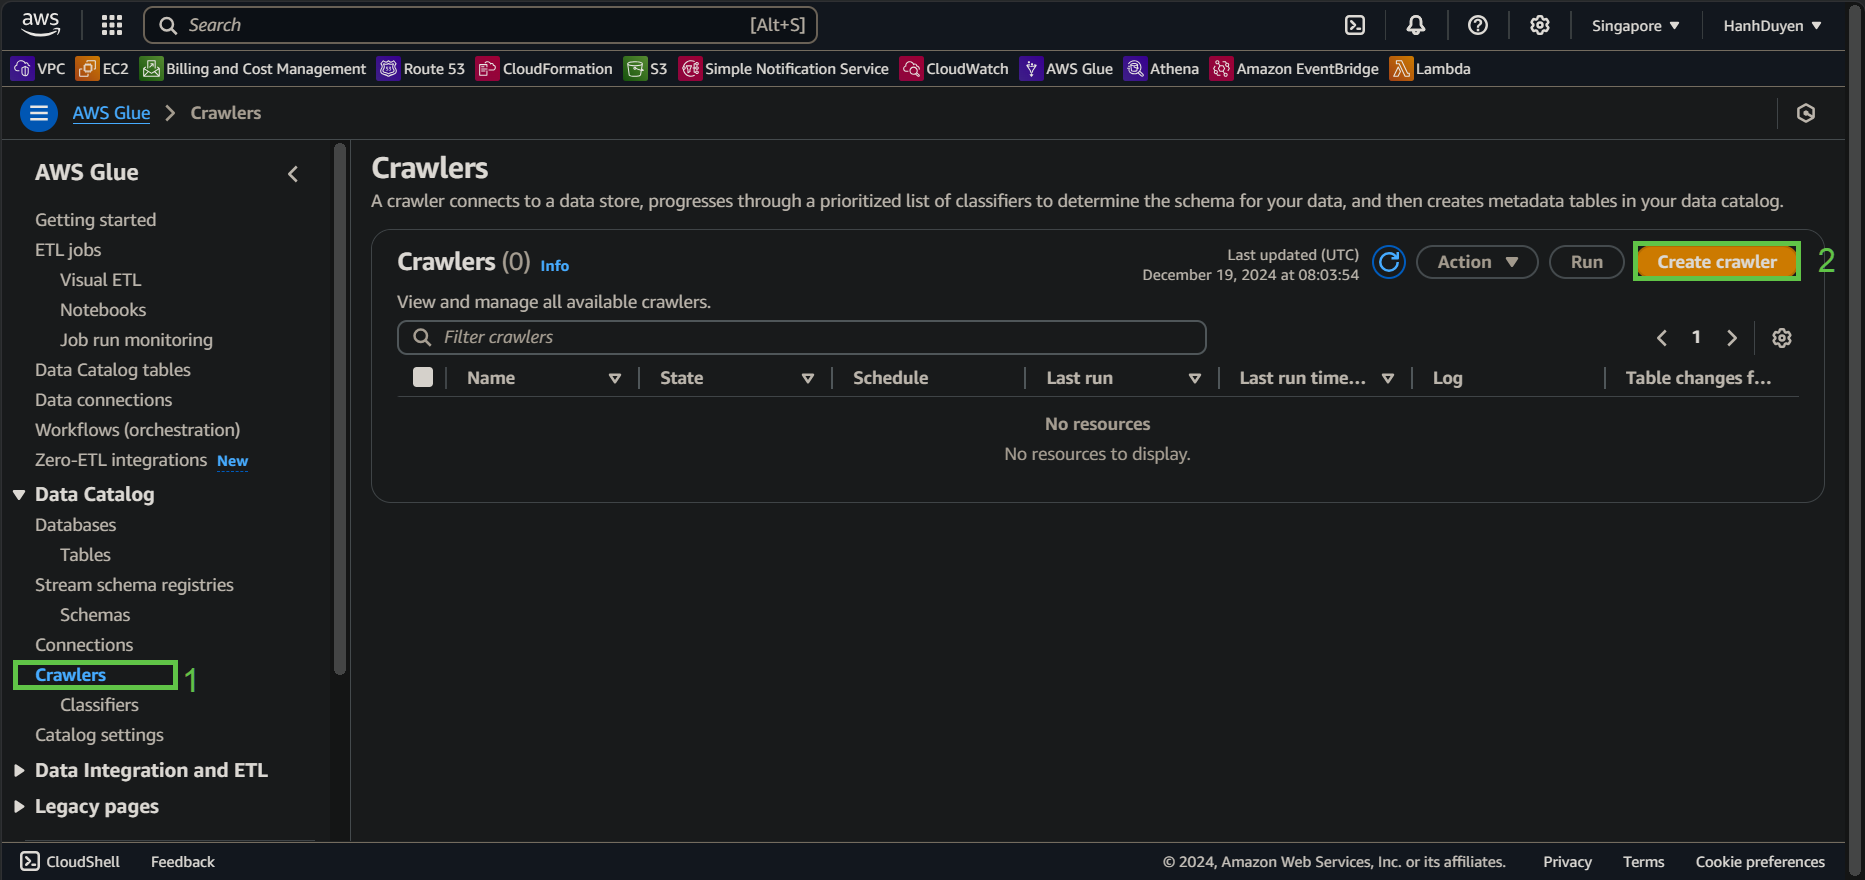 aws
Search [Alt+S]
Singapore ▼
HanhDuyen ▼
VPC
EC2
Billing and Cost Management
Route 53
CloudFormation
S3
Simple Notification Service
CloudWatch
AWS Glue
Athena
Amazon EventBridge
Lambda
AWS Glue > Crawlers
AWS Glue
Getting started
ETL jobs
Visual ETL
Notebooks
Job run monitoring
Data Catalog tables
Data connections
Workflows (orchestration)
Zero-ETL integrations New
Data Catalog
Databases
Tables
Stream schema registries
Schemas
Connections
Crawlers 1
Classifiers
Catalog settings
Data Integration and ETL
Legacy pages
Crawlers
A crawler connects to a data store, progresses through a prioritized list of classifiers to determine the schema for your data, and then creates metadata tables in your data catalog.
Crawlers (0) Info
Last updated (UTC)
December 19, 2024 at 08:03:54
Action ▼
Run
Create crawler 2
View and manage all available crawlers.
Filter crawlers
1
Name State Schedule Last run Last run time... Log Table changes f...
No resources
No resources to display.
CloudShell Feedback
© 2024, Amazon Web Services, Inc. or its affiliates. Privacy Terms Cookie preferences